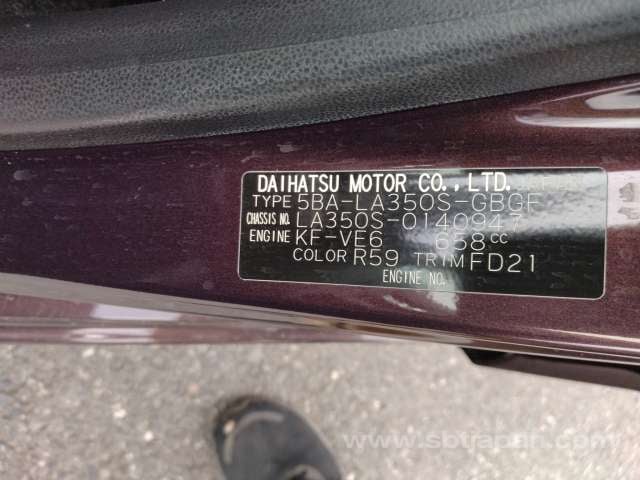 DAIHATSU MOTOR CO.,LTD.
TYPE 5BA-LA350S-GBGF
CHASSIS NO. LA350S-0140947
ENGINE KF-VE6 658cc
COLOR R59 TRIM FD21
ENGINE NO.
www.sbtjapan.com